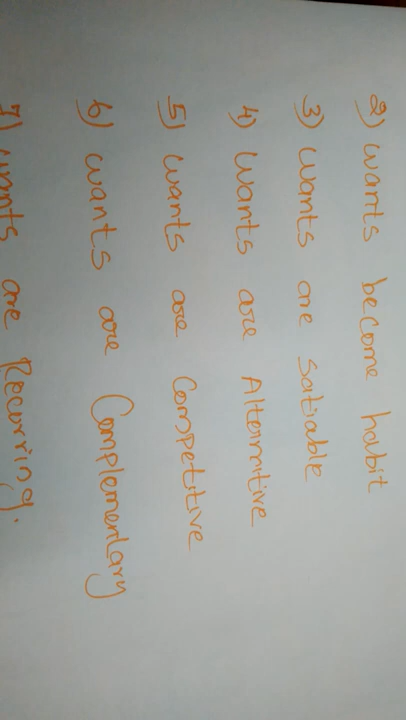 2) wants become habit
3) wants are satiable
4) wants are Alternitive
5) wants are Competitive
6) wants are Complementary
7) wants are Recurring.